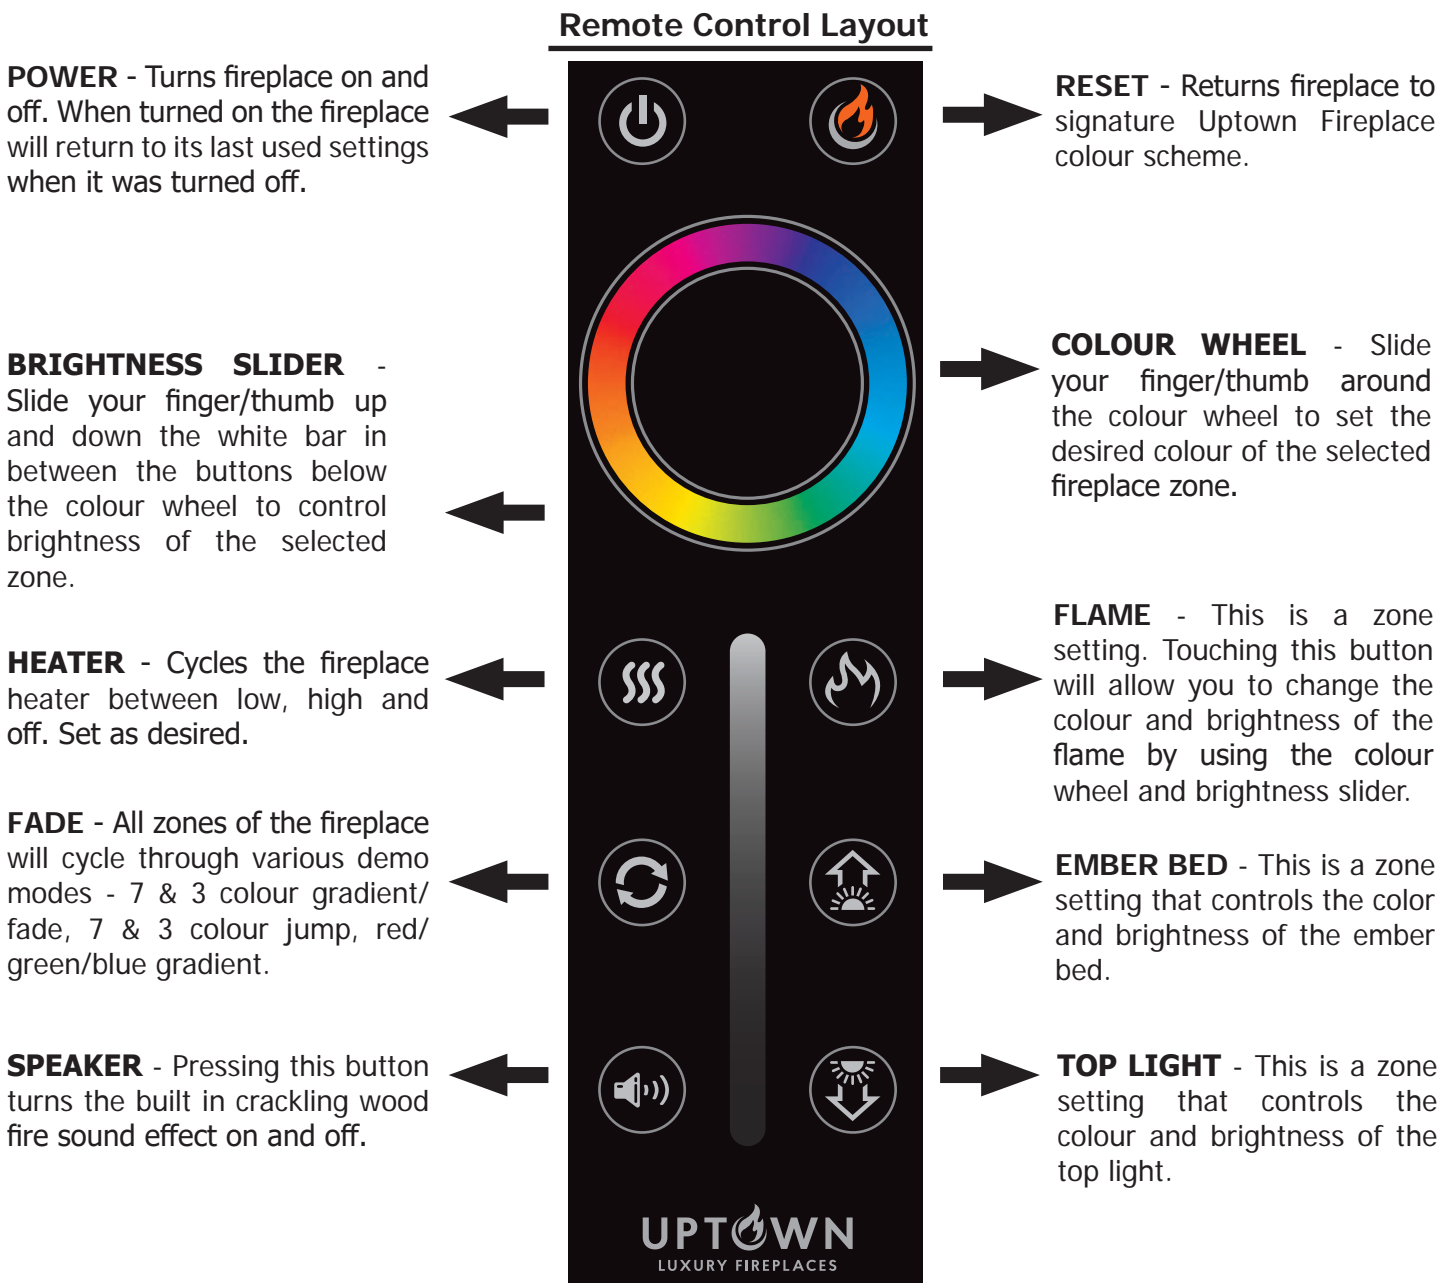 Remote Control Layout
POWER - Turns fireplace on and
off. When turned on the fireplace
will return to its last used settings
when it was turned off.
RESET - Returns fireplace to
signature Uptown Fireplace
colour scheme.
BRIGHTNESS SLIDER -
Slide your finger/thumb up
and down the white bar in
between the buttons below
the colour wheel to control
brightness of the selected
zone.
COLOUR WHEEL - Slide
your finger/thumb around
the colour wheel to set the
desired colour of the selected
fireplace zone.
HEATER - Cycles the fireplace
heater between low, high and
off. Set as desired.
FLAME - This is a zone
setting. Touching this button
will allow you to change the
colour and brightness of the
flame by using the colour
wheel and brightness slider.
FADE - All zones of the fireplace
will cycle through various demo
modes - 7 & 3 colour gradient/
fade, 7 & 3 colour jump, red/
green/blue gradient.
EMBER BED - This is a zone
setting that controls the color
and brightness of the ember
bed.
SPEAKER - Pressing this button
turns the built in crackling wood
fire sound effect on and off.
TOP LIGHT - This is a zone
setting that controls the
colour and brightness of the
top light.
UPTOWN
LUXURY FIREPLACES